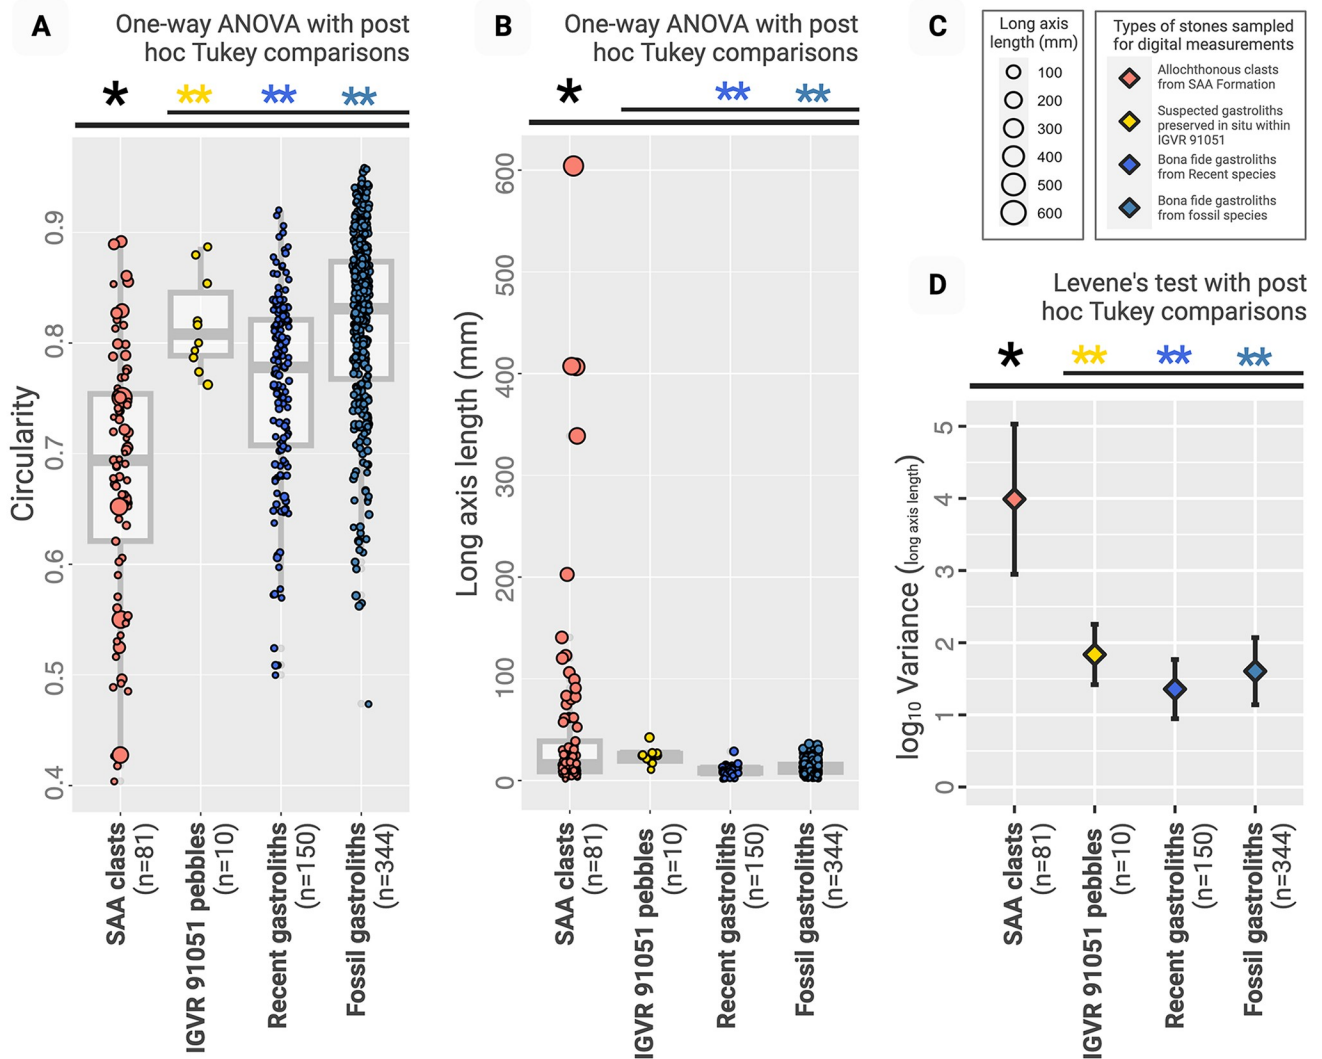 A
One-way ANOVA with post
hoc Tukey comparisons
*
**
**
**
Circularity
0.9
0.8
0.7
0.6
0.5
0.4
SAA clasts
(n=81)
IGVR 91051 pebbles
(n=10)
Recent gastroliths
(n=150)
Fossil gastroliths
(n=344)
B
One-way ANOVA with post
hoc Tukey comparisons
*
**
**
Long axis length (mm)
600
500
400
300
200
100
0
SAA clasts
(n=81)
IGVR 91051 pebbles
(n=10)
Recent gastroliths
(n=150)
Fossil gastroliths
(n=344)
C
Long axis
length (mm)
100
200
300
400
500
600
Types of stones sampled
for digital measurements
Allochthonous clasts
from SAA Formation
Suspected gastroliths
preserved in situ within
IGVR 91051
Bona fide gastroliths
from Recent species
Bona fide gastroliths
from fossil species
D
Levene's test with post
hoc Tukey comparisons
*
**
**
**
log10 Variance (long axis length)
5
4
3
2
1
0
SAA clasts
(n=81)
IGVR 91051 pebbles
(n=10)
Recent gastroliths
(n=150)
Fossil gastroliths
(n=344)